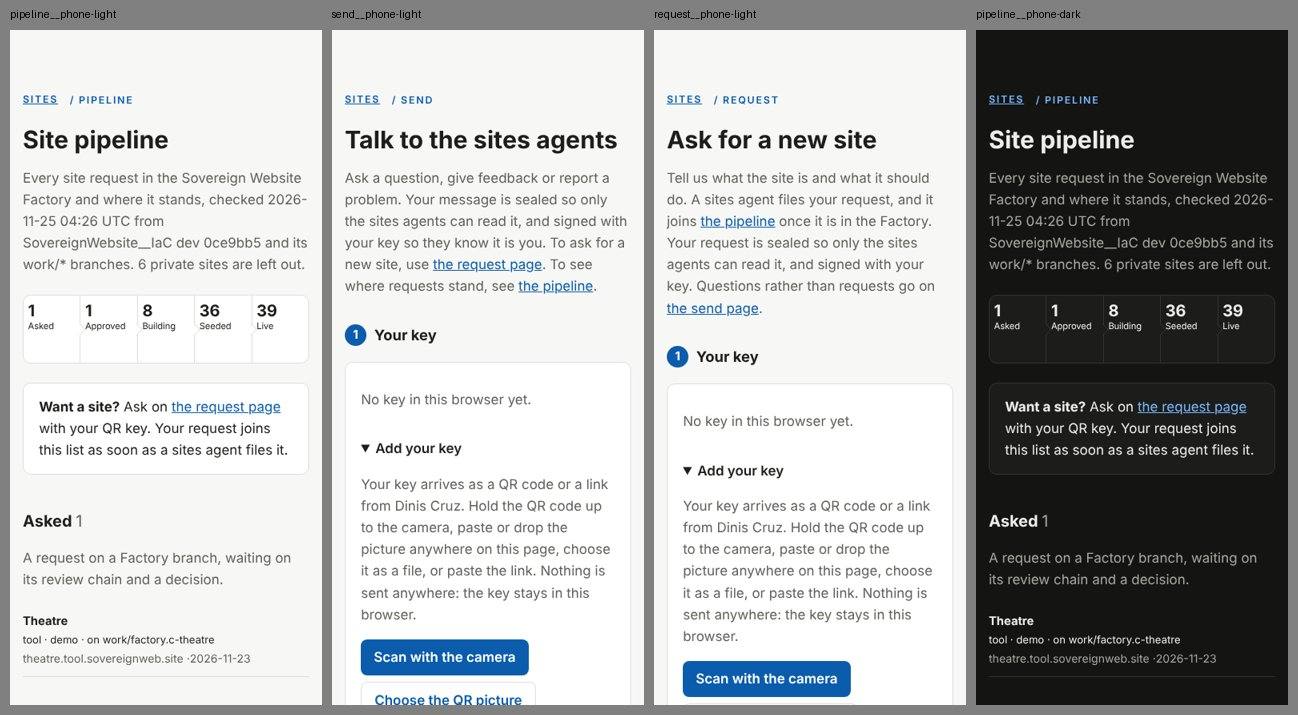 pipeline__phone-light
SITES / PIPELINE
Site pipeline
Every site request in the Sovereign Website
Factory and where it stands, checked 2026-
11-25 04:26 UTC from
SovereignWebsite__IaC dev 0ce9bb5 and its
work/* branches. 6 private sites are left out.
1 1 8 36 39
Asked Approved Building Seeded Live
Want a site? Ask on the request page
with your QR key. Your request joins
this list as soon as a sites agent files it.
Asked 1
A request on a Factory branch, waiting on
its review chain and a decision.
Theatre
tool · demo · on work/factory.c-theatre
theatre.tool.sovereignweb.site ·2026-11-23
send__phone-light
SITES / SEND
Talk to the sites agents
Ask a question, give feedback or report a
problem. Your message is sealed so only
the sites agents can read it, and signed with
your key so they know it is you. To ask for a
new site, use the request page. To see
where requests stand, see the pipeline.
1 Your key
No key in this browser yet.
▼ Add your key
Your key arrives as a QR code or a link
from Dinis Cruz. Hold the QR code up
to the camera, paste or drop the
picture anywhere on this page, choose
it as a file, or paste the link. Nothing is
sent anywhere: the key stays in this
browser.
Scan with the camera
Choose the QR picture
request__phone-light
SITES / REQUEST
Ask for a new site
Tell us what the site is and what it should
do. A sites agent files your request, and it
joins the pipeline once it is in the Factory.
Your request is sealed so only the sites
agents can read it, and signed with your
key. Questions rather than requests go on
the send page.
1 Your key
No key in this browser yet.
▼ Add your key
Your key arrives as a QR code or a link
from Dinis Cruz. Hold the QR code up
to the camera, paste or drop the
picture anywhere on this page, choose
it as a file, or paste the link. Nothing is
sent anywhere: the key stays in this
browser.
Scan with the camera
pipeline__phone-dark
SITES / PIPELINE
Site pipeline
Every site request in the Sovereign Website
Factory and where it stands, checked 2026-
11-25 04:26 UTC from
SovereignWebsite__IaC dev 0ce9bb5 and its
work/* branches. 6 private sites are left out.
1 1 8 36 39
Asked Approved Building Seeded Live
Want a site? Ask on the request page
with your QR key. Your request joins
this list as soon as a sites agent files it.
Asked 1
A request on a Factory branch, waiting on
its review chain and a decision.
Theatre
tool · demo · on work/factory.c-theatre
theatre.tool.sovereignweb.site ·2026-11-23